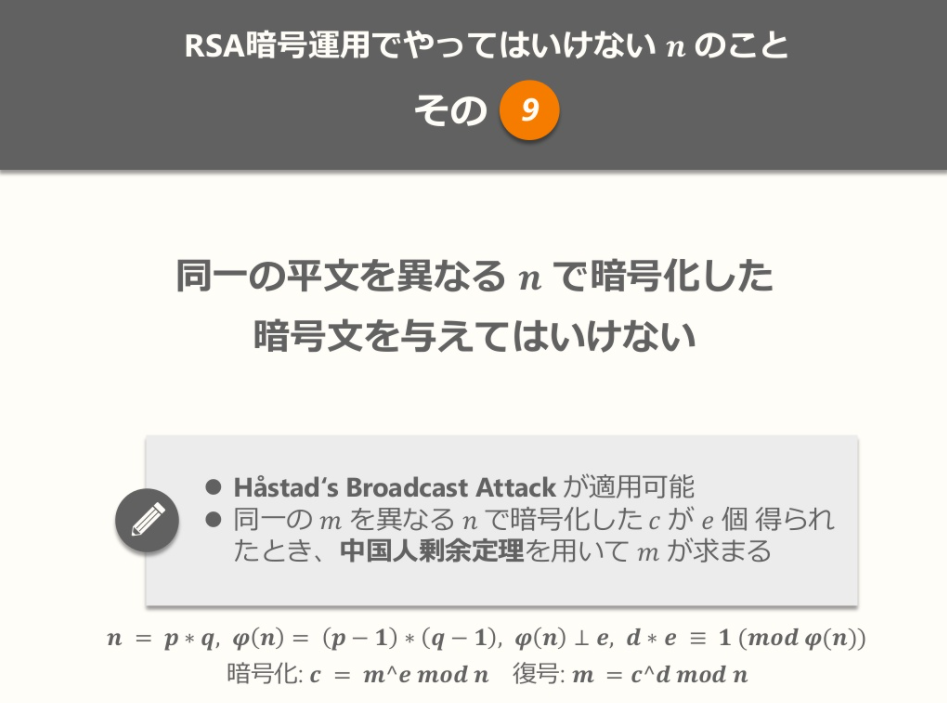 RSA暗号運用でやってはいけない n のこと
その 9
同一の平文を異なる n で暗号化した
暗号文を与えてはいけない
● Håstad‘s Broadcast Attack が適用可能
● 同一の m を異なる n で暗号化した c が e 個 得られ
たとき、中国人剰余定理を用いて m が求まる
n = p * q, φ(n) = (p − 1) * (q − 1), φ(n) ⊥ e, d * e ≡ 1 (mod φ(n))
暗号化: c = m^e mod n 復号: m = c^d mod n